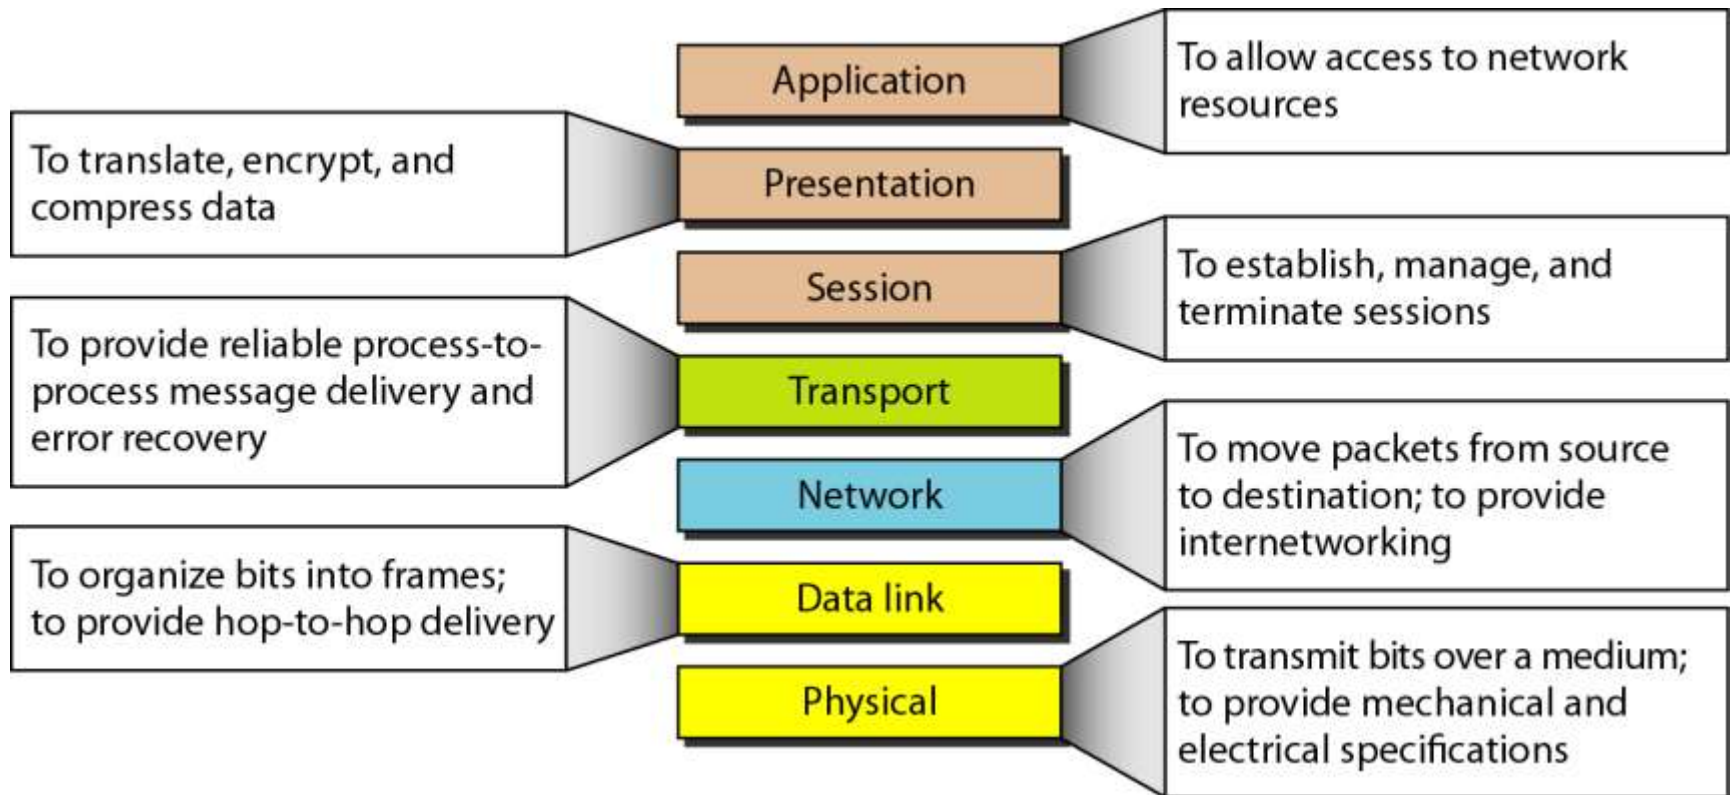 Application
To allow access to network
resources
To translate, encrypt, and
compress data
Presentation
Session
To establish, manage, and
terminate sessions
To provide reliable process-to-
process message delivery and
error recovery
Transport
Network
To move packets from source
to destination; to provide
internetworking
To organize bits into frames;
to provide hop-to-hop delivery
Data link
Physical
To transmit bits over a medium;
to provide mechanical and
electrical specifications